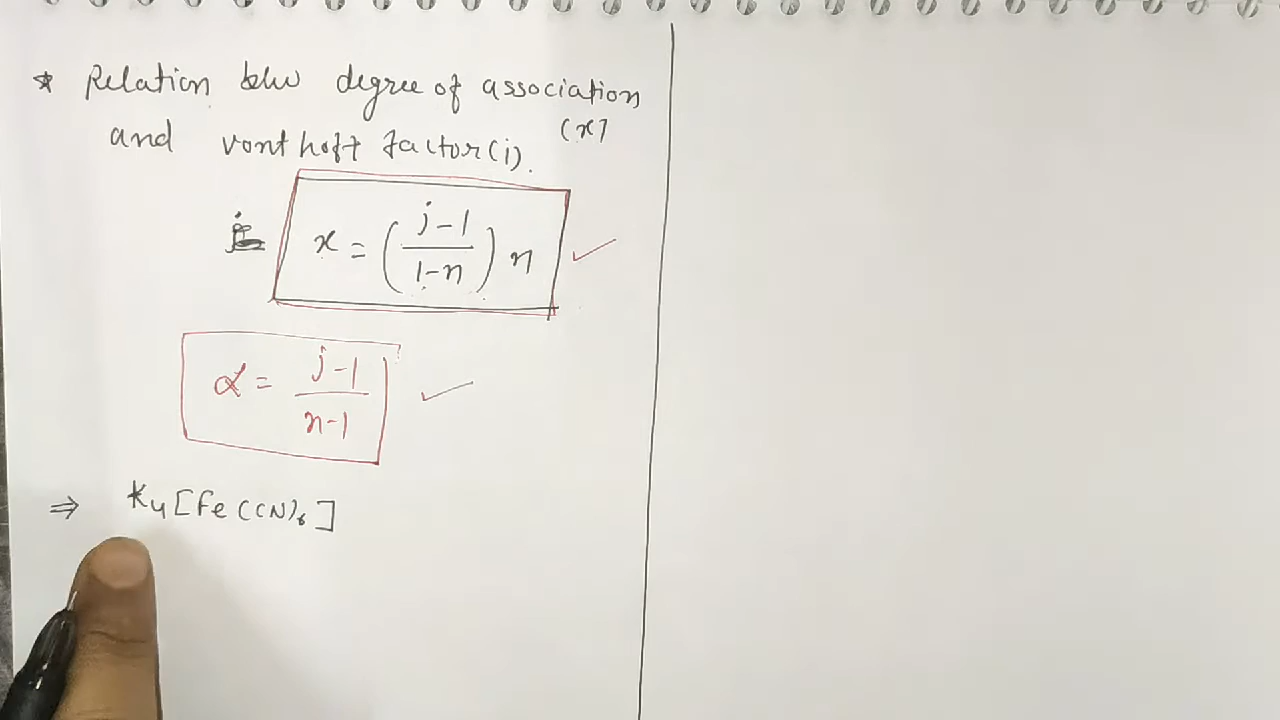 * Relation b/w degree of association
(x)
and vont hoft factor (i).
x = (i-1/1-n) n
α = i-1/n-1
⇒ K4[Fe(CN)6]